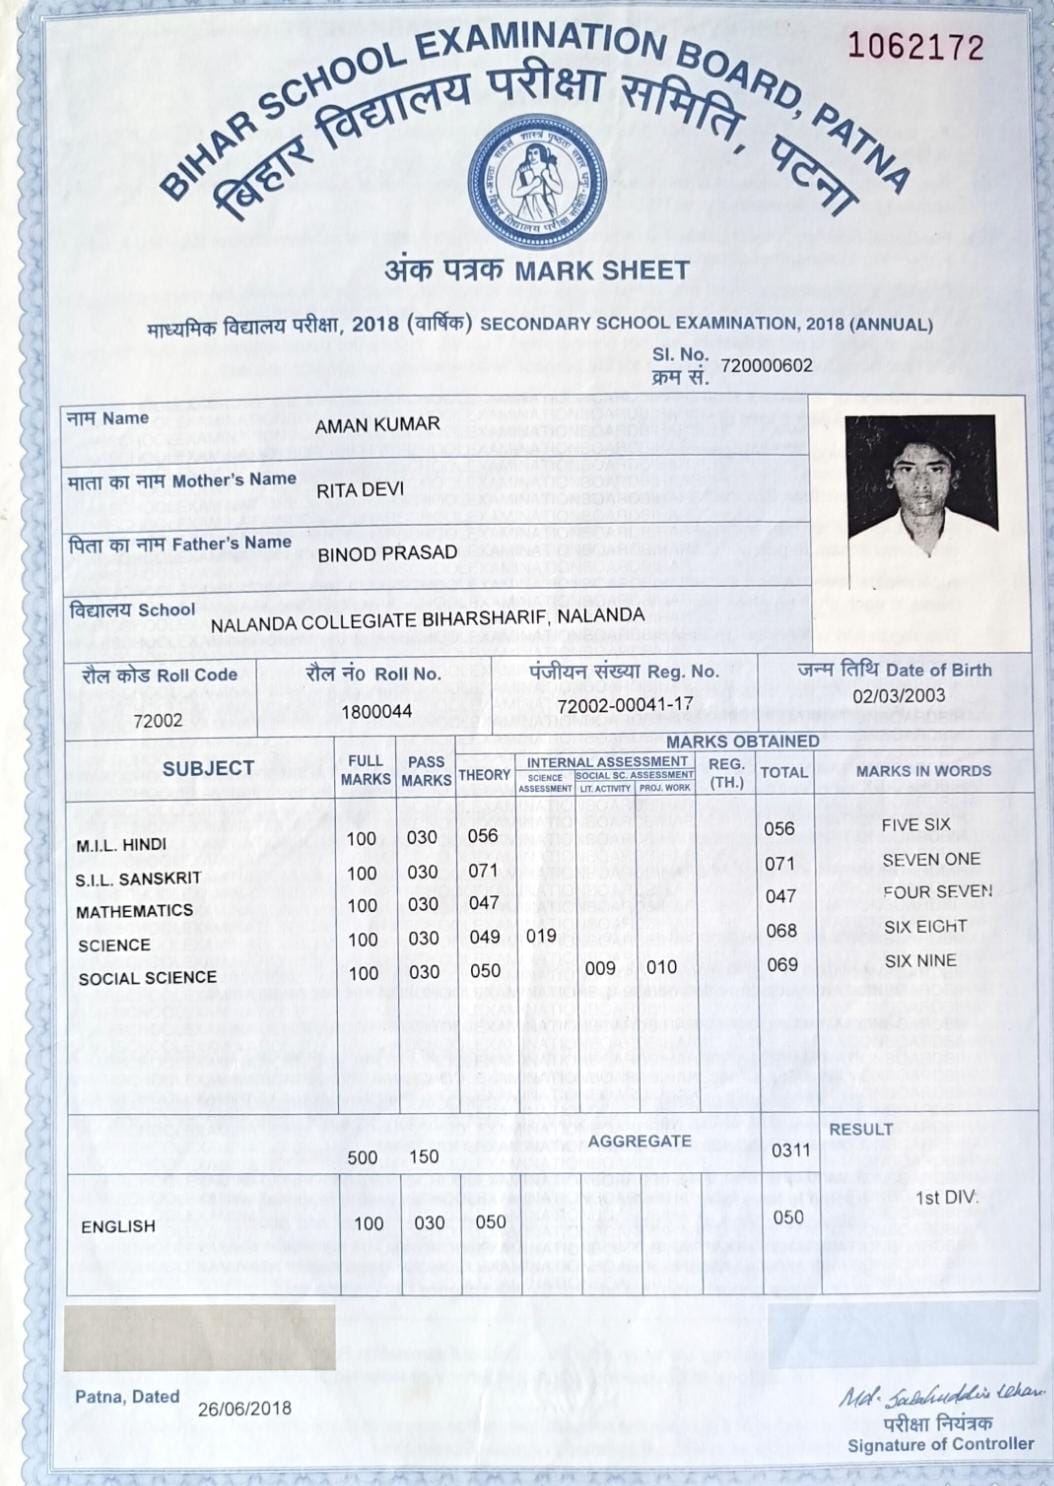 1062172
BIHAR SCHOOL EXAMINATION BOARD, PATNA
बिहार विद्यालय परीक्षा समिति, पटना
अंक पत्रक MARK SHEET
माध्यमिक विद्यालय परीक्षा, 2018 (वार्षिक) SECONDARY SCHOOL EXAMINATION, 2018 (ANNUAL)
Sl. No. 720000602
क्रम सं.
नाम Name AMAN KUMAR
माता का नाम Mother's Name RITA DEVI
पिता का नाम Father's Name BINOD PRASAD
विद्यालय School NALANDA COLLEGIATE BIHARSHARIF, NALANDA
रौल कोड Roll Code रौल नं० Roll No. पंजीयन संख्या Reg. No. जन्म तिथि Date of Birth
72002 1800044 72002-00041-17 02/03/2003
MARKS OBTAINED
SUBJECT FULL MARKS PASS MARKS THEORY INTERNAL ASSESSMENT REG. (TH.) TOTAL MARKS IN WORDS
SCIENCE ASSESSMENT SOCIAL SC. ASSESSMENT
LIT. ACTIVITY PROJ. WORK
M.I.L. HINDI 100 030 056 056 FIVE SIX
S.I.L. SANSKRIT 100 030 071 071 SEVEN ONE
MATHEMATICS 100 030 047 047 FOUR SEVEN
SCIENCE 100 030 049 019 068 SIX EIGHT
SOCIAL SCIENCE 100 030 050 009 010 069 SIX NINE
500 150 AGGREGATE 0311 RESULT
1st DIV.
ENGLISH 100 030 050 050
Patna, Dated 26/06/2018
Md. Salahuddin Khan
परीक्षा नियंत्रक
Signature of Controller